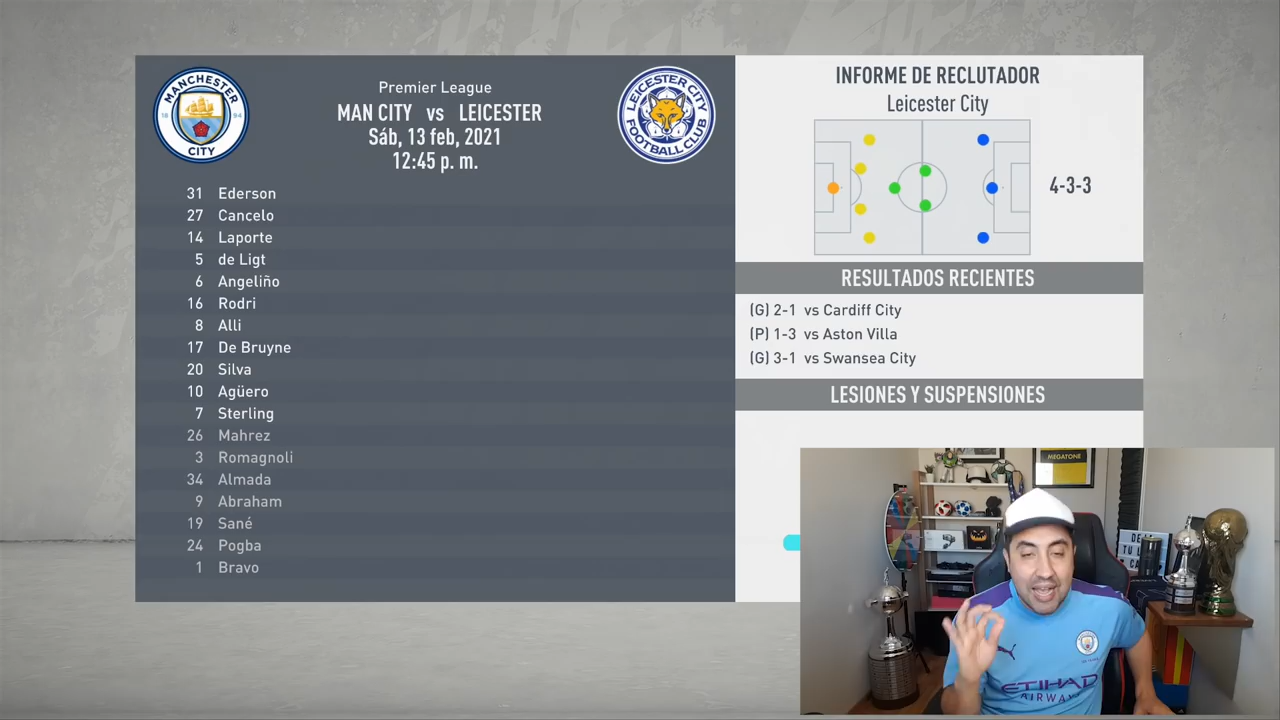 MANCHESTER
18 94
CITY
Premier League
MAN CITY vs LEICESTER
Sáb, 13 feb, 2021
12:45 p. m.
LEICESTER CITY
FOOTBALL CLUB
31 Ederson
27 Cancelo
14 Laporte
5 de Ligt
6 Angeliño
16 Rodri
8 Alli
17 De Bruyne
20 Silva
10 Agüero
7 Sterling
26 Mahrez
3 Romagnoli
34 Almada
9 Abraham
19 Sané
24 Pogba
1 Bravo
INFORME DE RECLUTADOR
Leicester City
4-3-3
RESULTADOS RECIENTES
(G) 2-1 vs Cardiff City
(P) 1-3 vs Aston Villa
(G) 3-1 vs Swansea City
LESIONES Y SUSPENSIONES
MEGATONE
ETIHAD
AIRWAYS